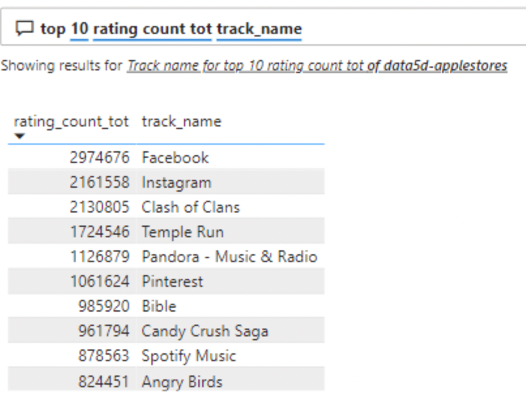 top 10 rating count tot track_name
Showing results for Track name for top 10 rating count tot of data5d-applestores
rating_count_tot track_name
2974676 Facebook
2161558 Instagram
2130805 Clash of Clans
1724546 Temple Run
1126879 Pandora - Music & Radio
1061624 Pinterest
985920 Bible
961794 Candy Crush Saga
878563 Spotify Music
824451 Angry Birds